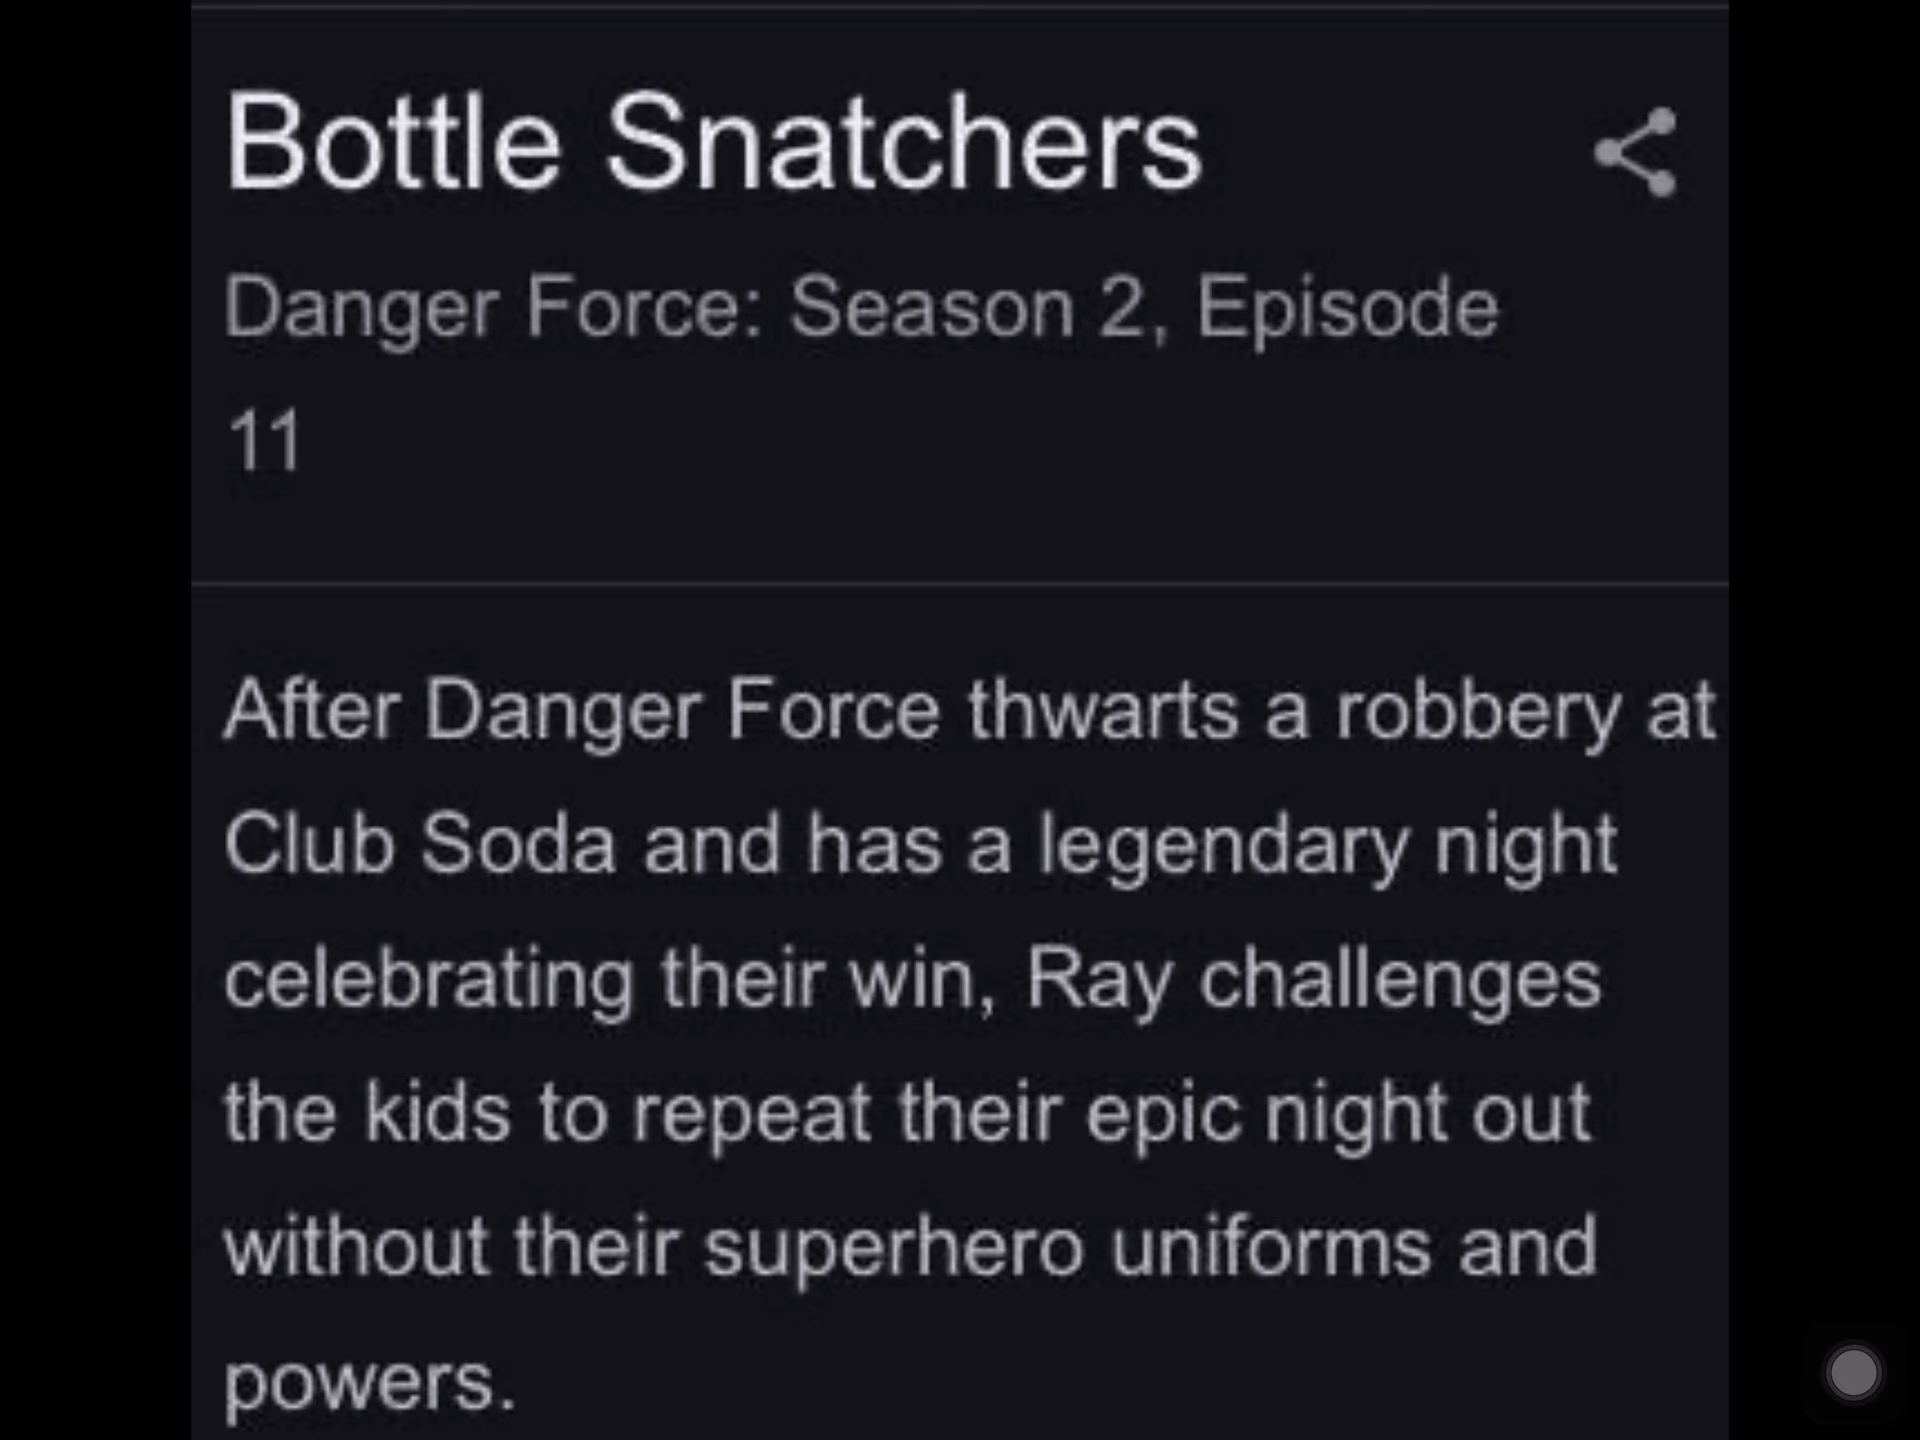 Bottle Snatchers
Danger Force: Season 2, Episode
11
After Danger Force thwarts a robbery at
Club Soda and has a legendary night
celebrating their win, Ray challenges
the kids to repeat their epic night out
without their superhero uniforms and
powers.